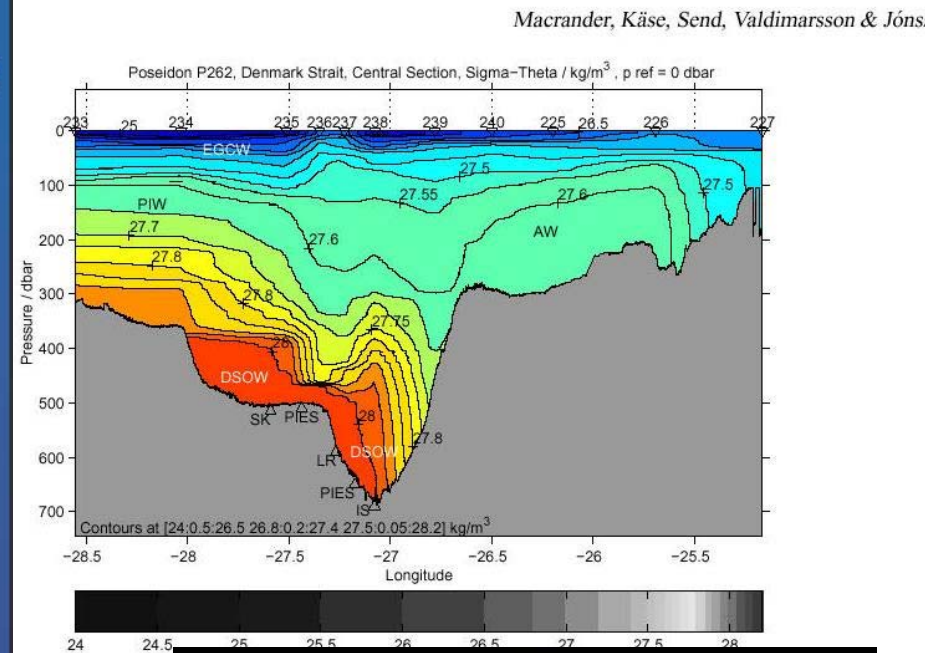 Macrander, Käse, Send, Valdimarsson & Jóns
Poseidon P262, Denmark Strait, Central Section, Sigma-Theta / kg/m³ , p ref = 0 dbar
233 25 234 235 236 237 238 239 240 225 26.5 226 227
0
EGCW
100
27.5
27.5
27.55
27.6
PIW
AW
200
27.7
27.6
27.8
300
27.8
27.75
400
28
DSOW
500
28
SK PIES
27.8
DSOW
600
LR
PIES
IS
700
Pressure / dbar
Contours at [24:0.5:26.5 26.8:0.2:27.4 27.5:0.05:28.2] kg/m³
-28.5 -28 -27.5 -27 -26.5 -26 -25.5
Longitude
24 24.5 25 25.5 26 26.5 27 27.5 28